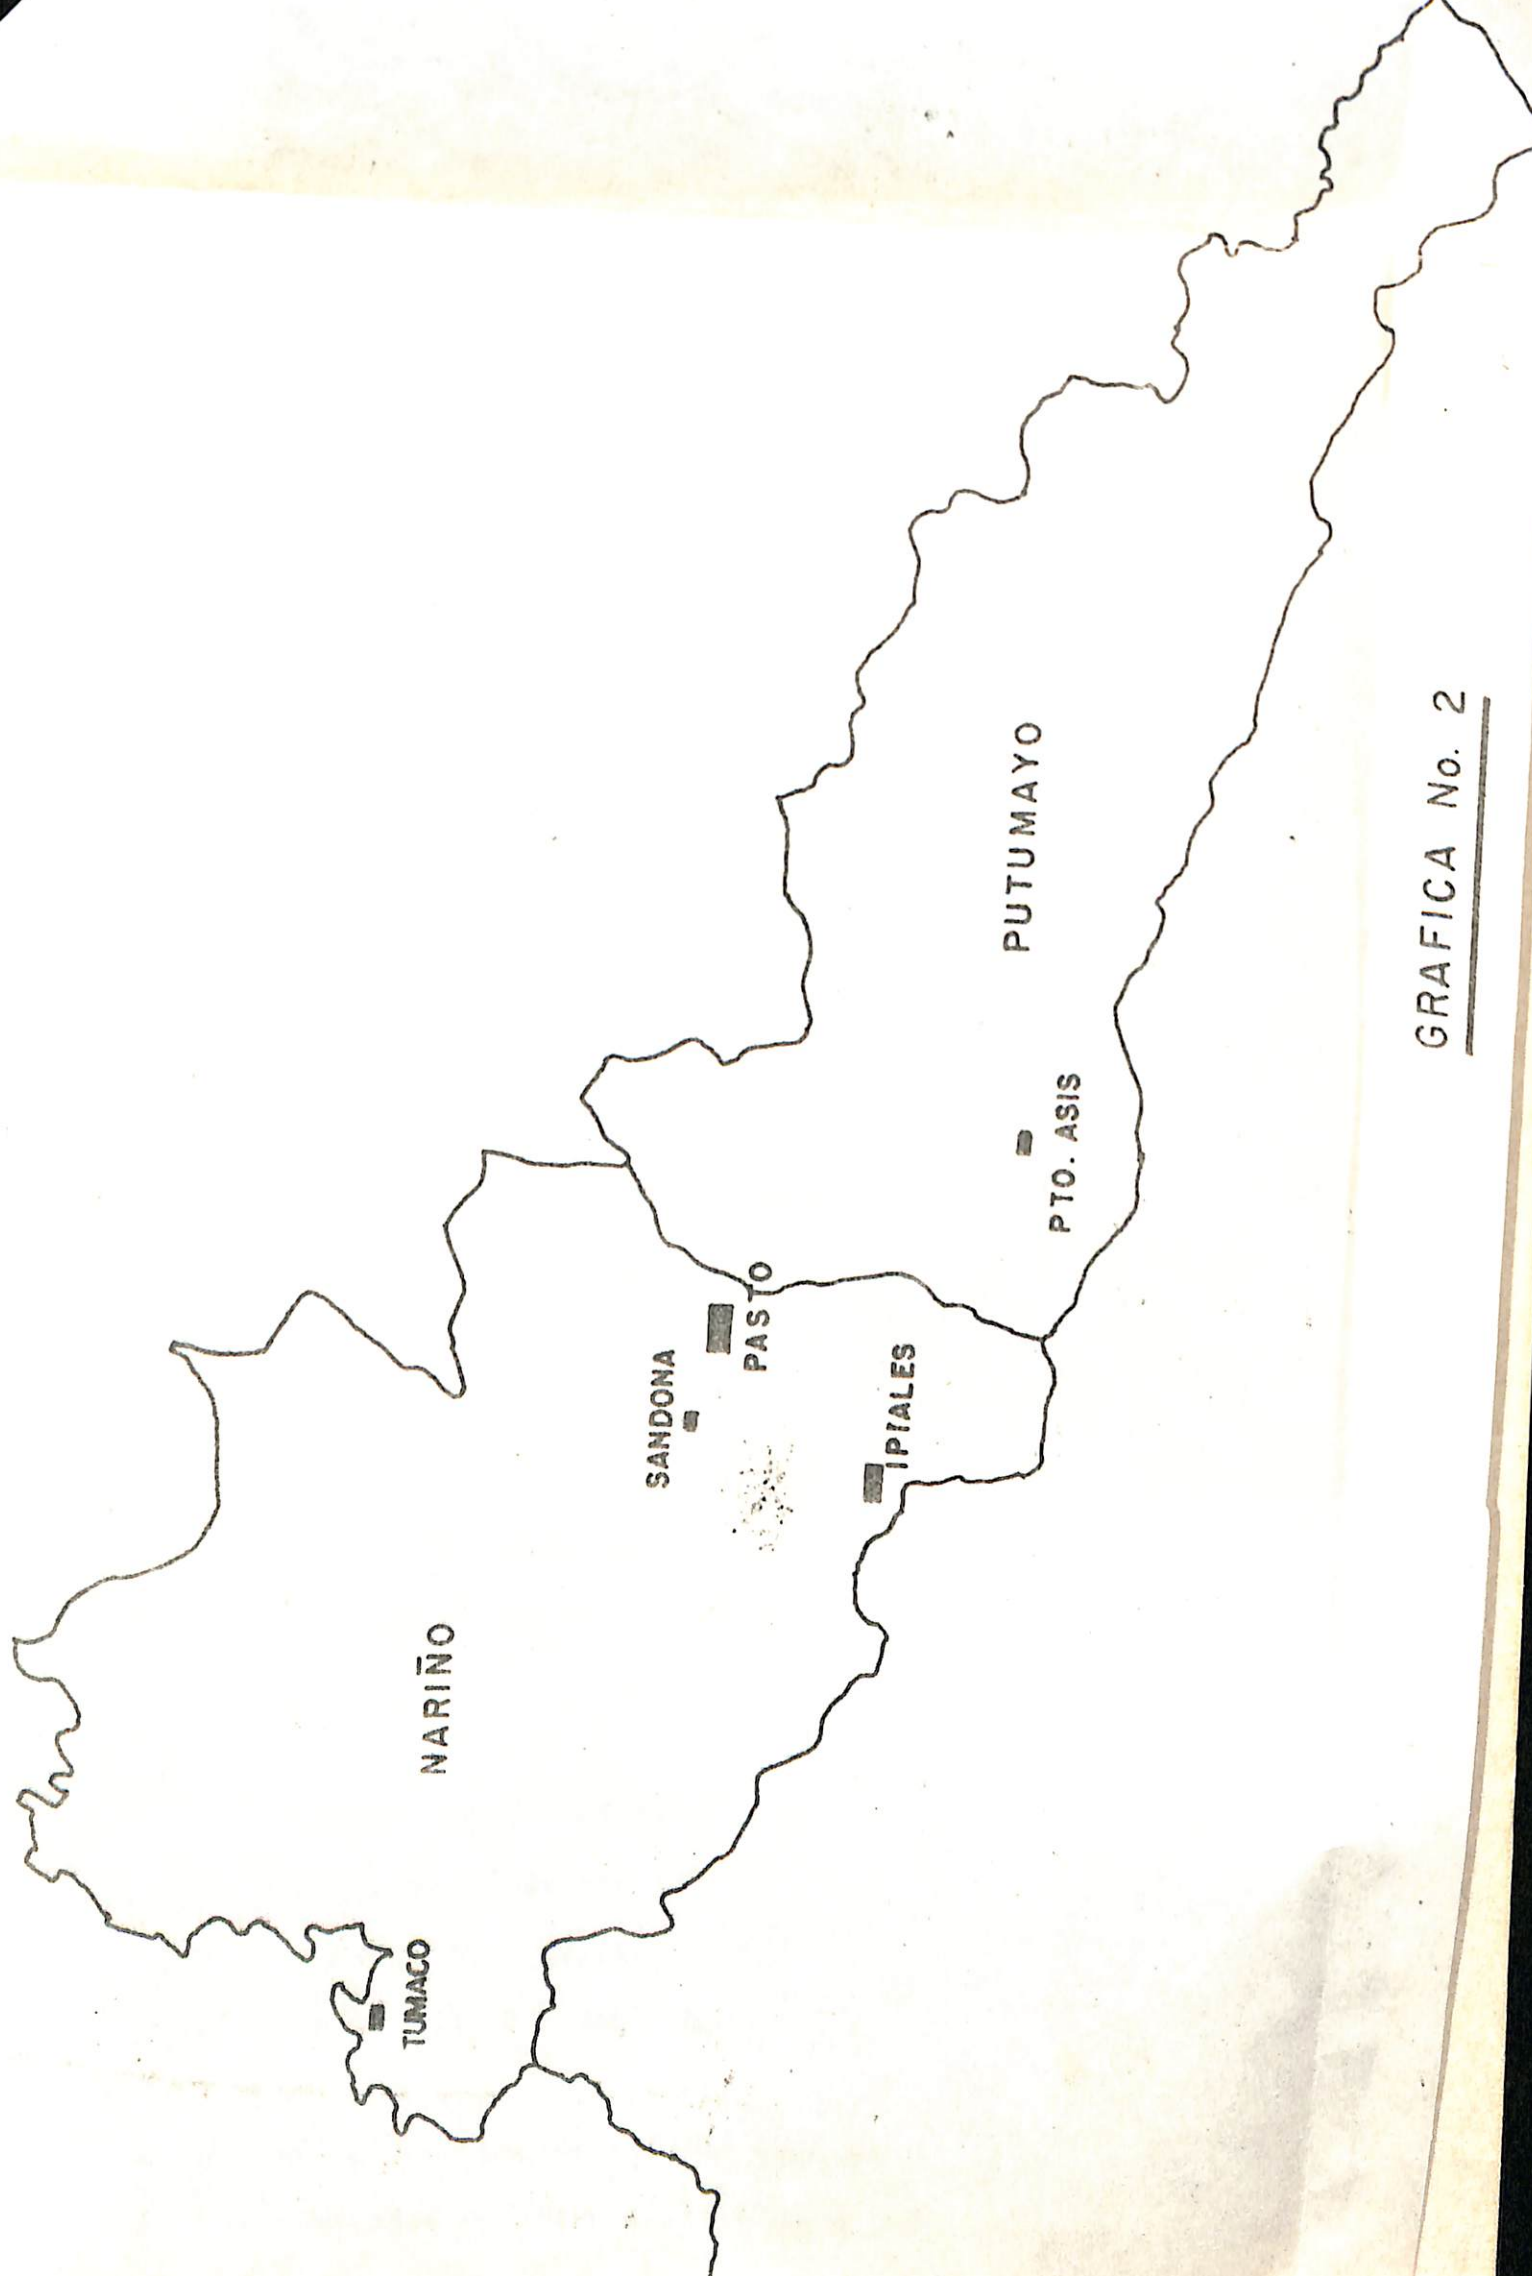 NARIÑO
TUMACO
SANDONA
PASTO
IPIALES
PUTUMAYO
PTO. ASIS
GRAFICA No. 2